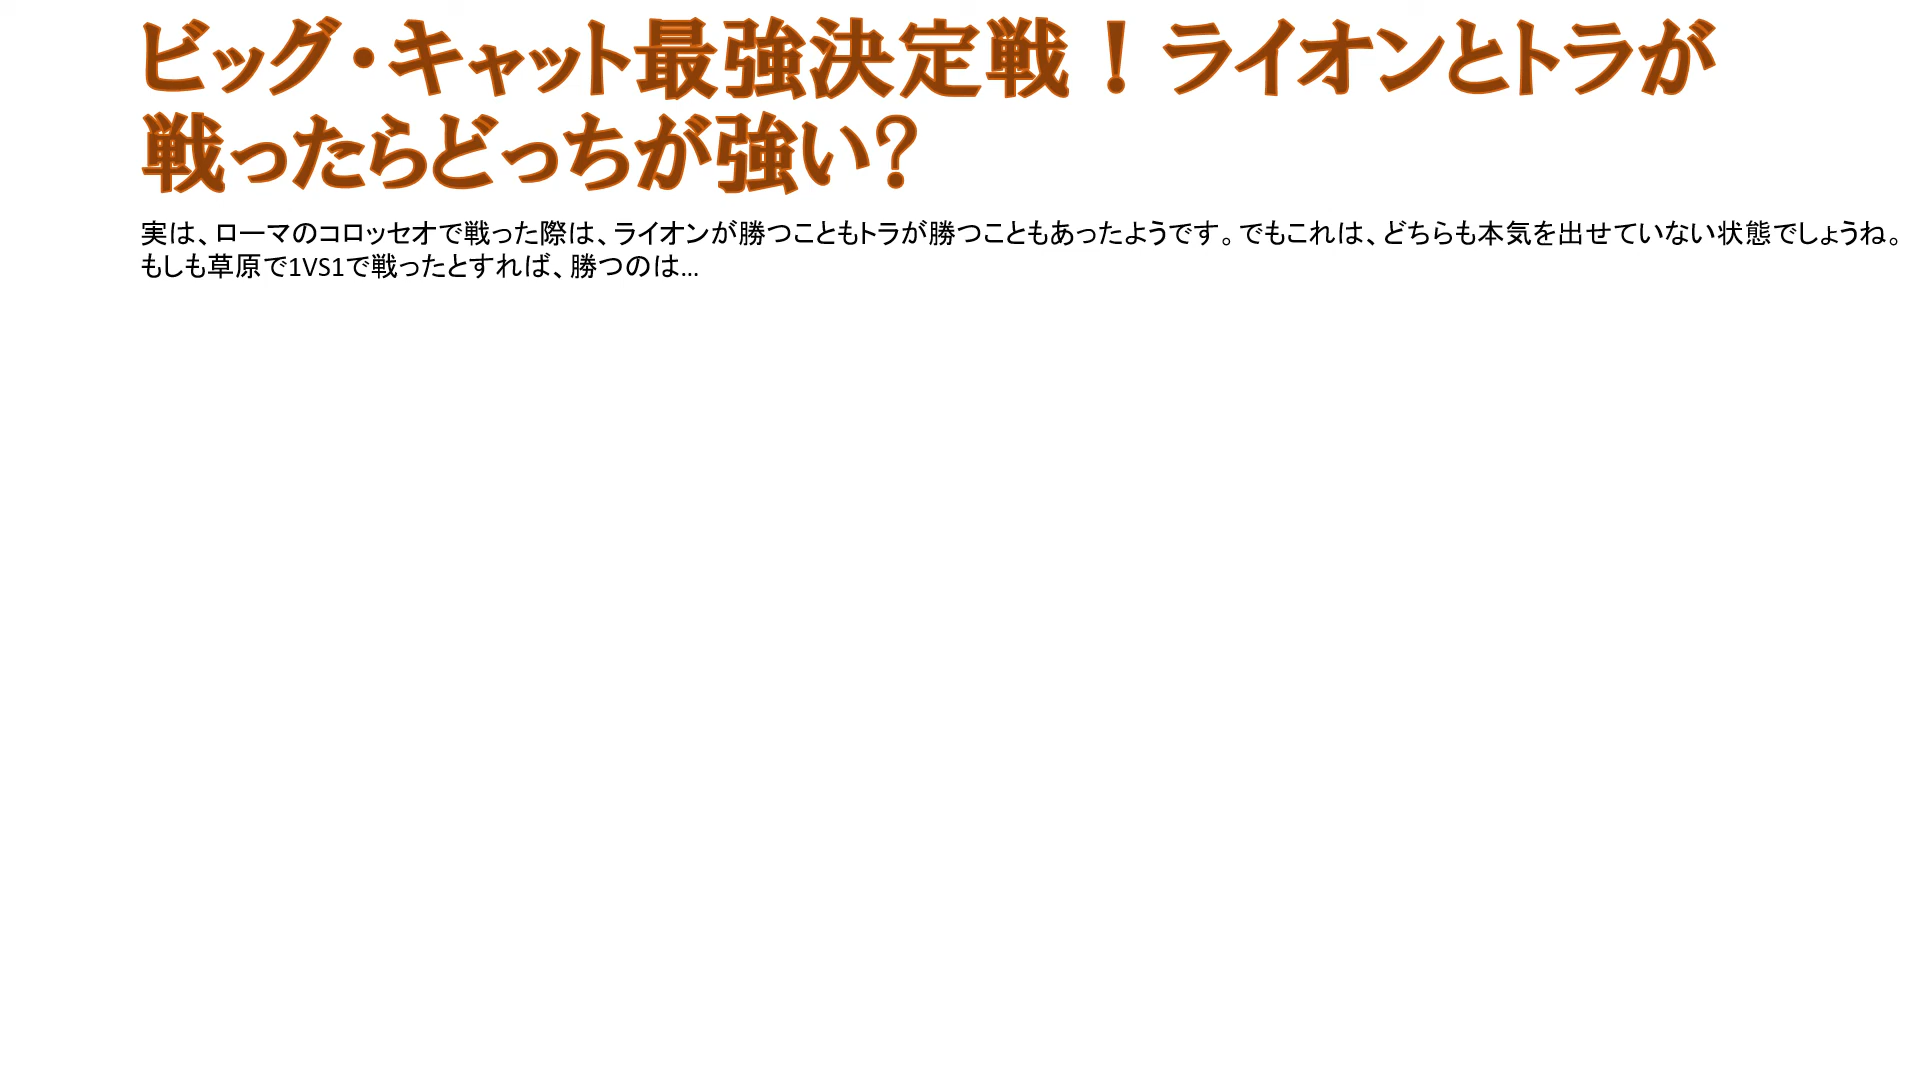 ビッグ・キャット最強決定戦！ライオンとトラが
戦ったらどっちが強い？
実は、ローマのコロッセオで戦った際は、ライオンが勝つこともトラが勝つこともあったようです。でもこれは、どちらも本気を出せていない状態でしょうね。
もしも草原で1VS1で戦ったとすれば、勝つのは…